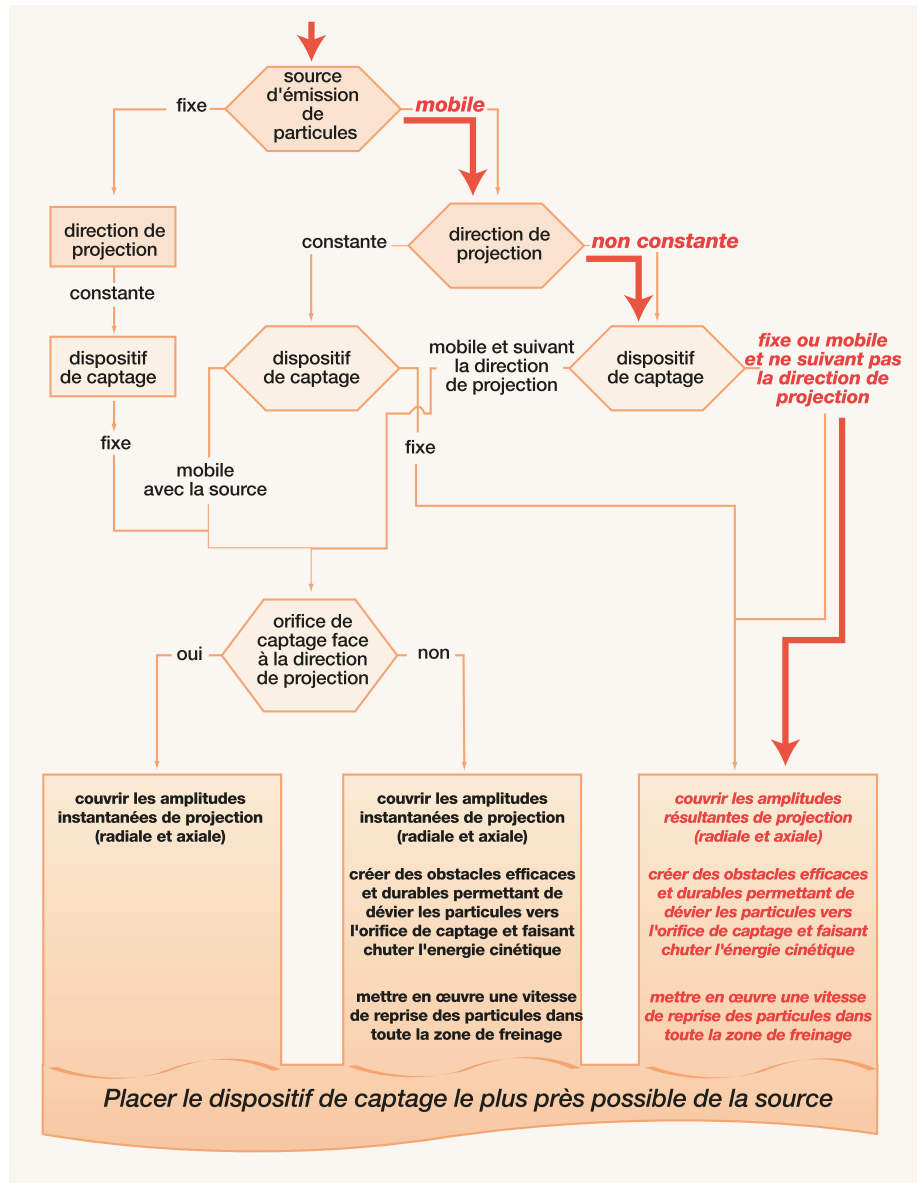 source
d'émission
de
particules
fixe
mobile
direction de
projection
constante
direction de
projection
non constante
constante
dispositif
de captage
dispositif
de captage
mobile et suivant
la direction
de projection
dispositif
de captage
fixe ou mobile
et ne suivant pas
la direction de
projection
fixe
mobile
avec la source
fixe
orifice de
captage face
à la direction
de projection
oui
non
couvrir les amplitudes
instantanées de projection
(radiale et axiale)
couvrir les amplitudes
instantanées de projection
(radiale et axiale)
créer des obstacles efficaces
et durables permettant de
dévier les particules vers
l'orifice de captage et faisant
chuter l'energie cinétique
mettre en œuvre une vitesse
de reprise des particules dans
toute la zone de freinage
couvrir les amplitudes
résultantes de projection
(radiale et axiale)
créer des obstacles efficaces
et durables permettant de
dévier les particules vers
l'orifice de captage et faisant
chuter l'énergie cinétique
mettre en œuvre une vitesse
de reprise des particules dans
toute la zone de freinage
Placer le dispositif de captage le plus près possible de la source